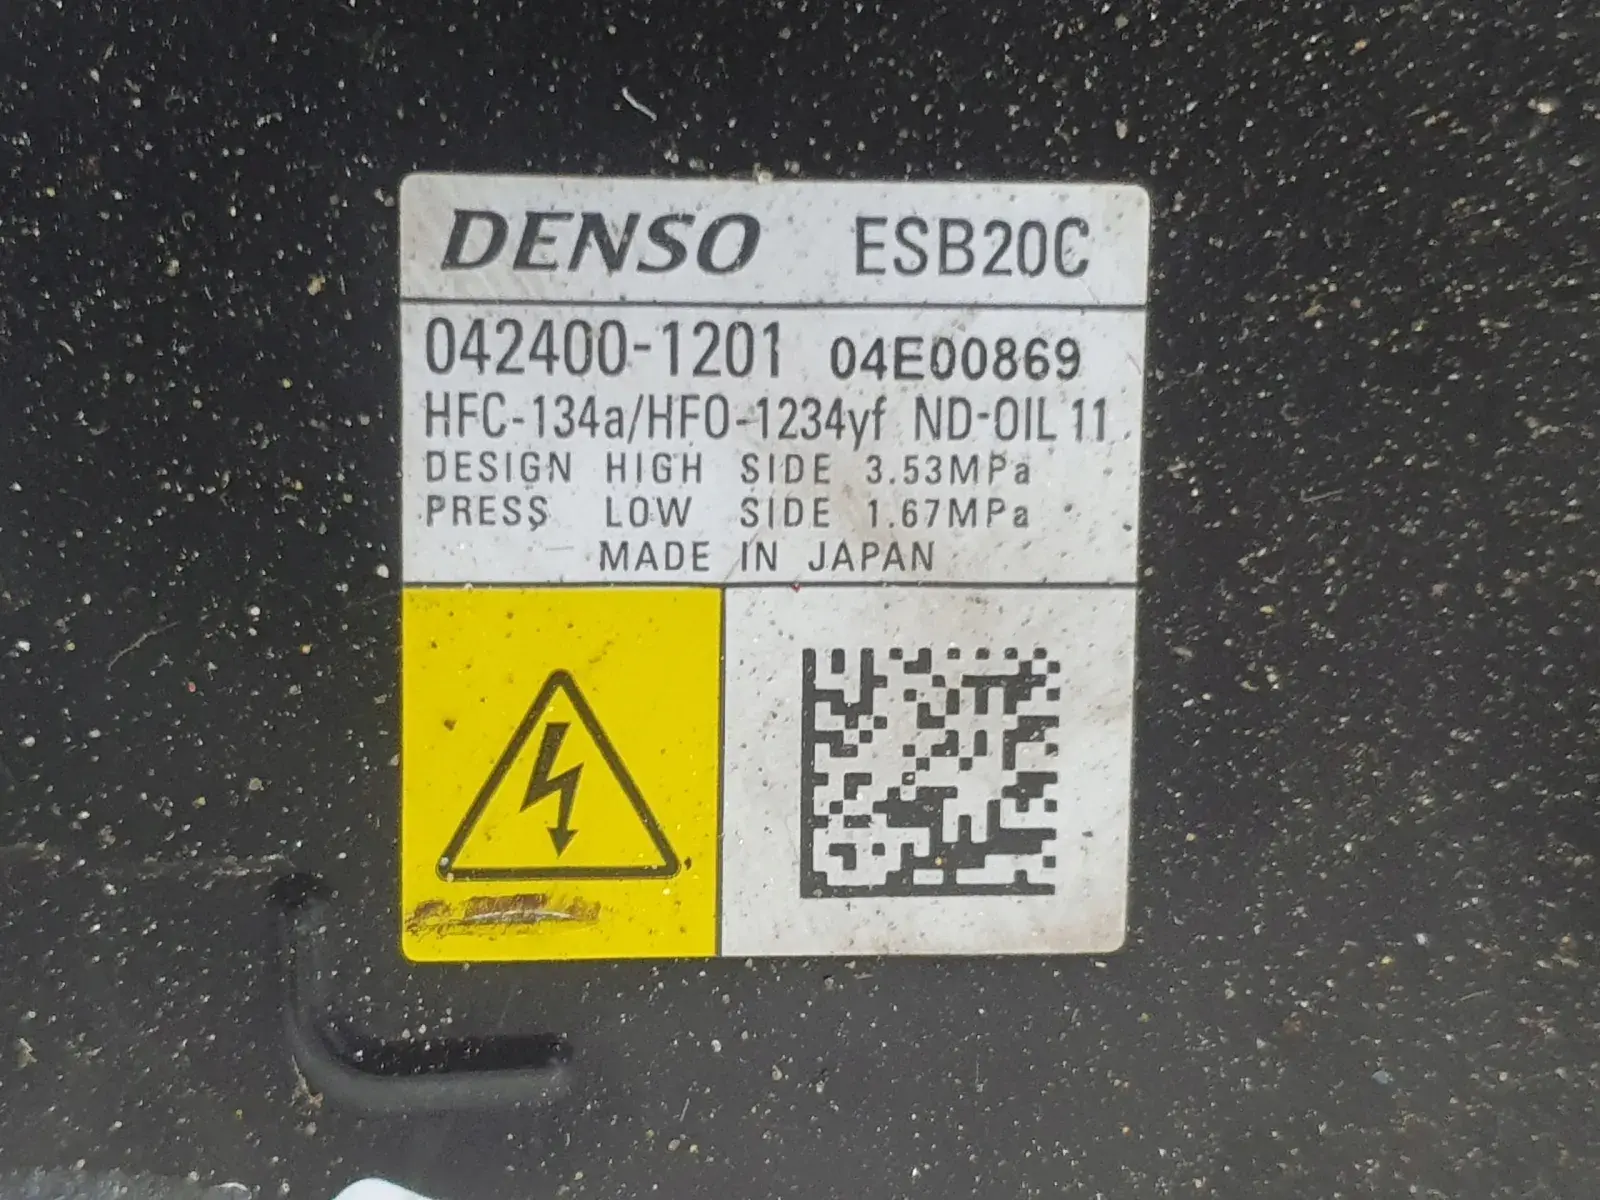 DENSO ESB20C
042400-1201 04E00869
HFC-134a/HFO-1234yf ND-OIL 11
DESIGN HIGH SIDE 3.53MPa
PRESS LOW SIDE 1.67MPa
MADE IN JAPAN